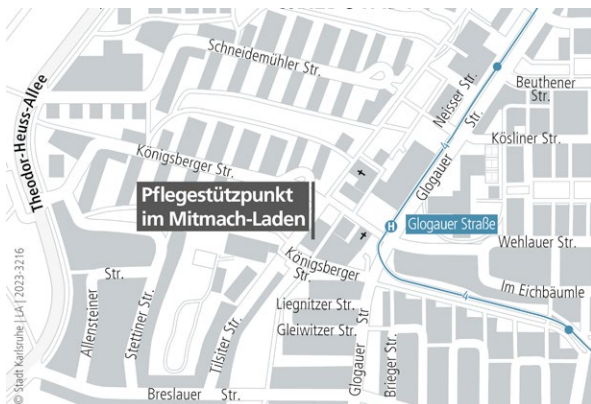 Schneidemühler Str.
Theodor-Heuss-Allee
Neisser Str.
Beuthener
Str.
Kösliner Str.
Glogauer
Str.
4
Königsberger Str.
Pflegestützpunkt
im Mitmach-Laden
H
Glogauer Straße
Wehlauer Str.
Königsberger
Str.
Im Eichbäumle
4
Allensteiner
Str.
Stettiner Str.
Tilsiter Str.
Liegnitzer Str.
Gleiwitzer Str.
Glogauer
Str
Brieger Str.
Breslauer
Str.
© Stadt Karlsruhe | LA | 2023-3216